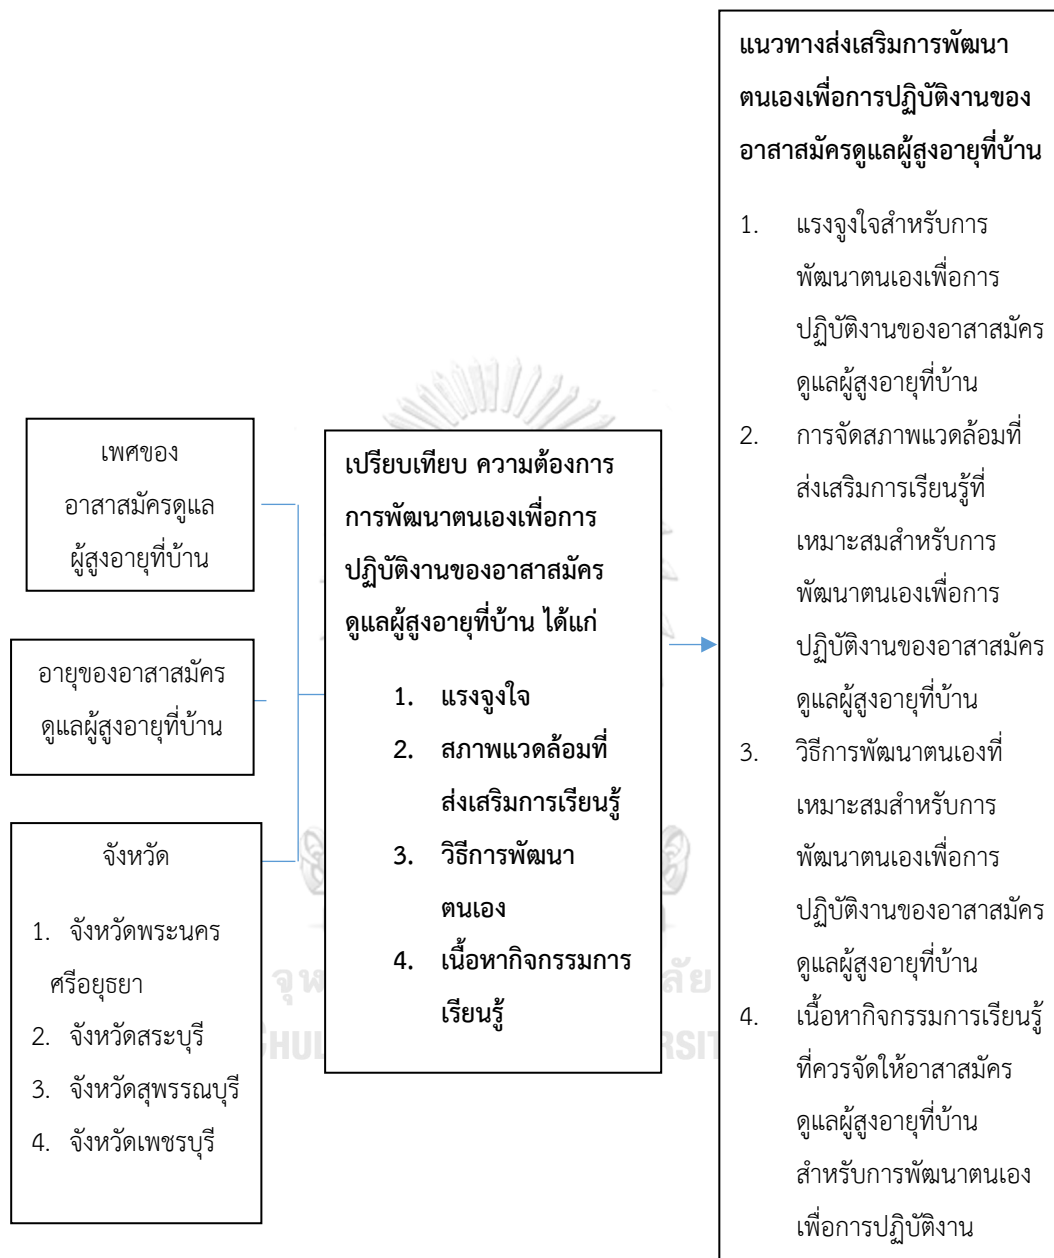 เพศของ
อาสาสมัครดูแล
ผู้สูงอายุที่บ้าน
อายุของอาสาสมัคร
ดูแลผู้สูงอายุที่บ้าน
จังหวัด
1. จังหวัดพระนคร
ศรีอยุธยา
2. จังหวัดสระบุรี
3. จังหวัดสุพรรณบุรี
4. จังหวัดเพชรบุรี
เปรียบเทียบ ความต้องการ
การพัฒนาตนเองเพื่อการ
ปฏิบัติงานของอาสาสมัคร
ดูแลผู้สูงอายุที่บ้าน ได้แก่
1. แรงจูงใจ
2. สภาพแวดล้อมที่
ส่งเสริมการเรียนรู้
3. วิธีการพัฒนา
ตนเอง
4. เนื้อหากิจกรรมการ
เรียนรู้
แนวทางส่งเสริมการพัฒนา
ตนเองเพื่อการปฏิบัติงานของ
อาสาสมัครดูแลผู้สูงอายุที่บ้าน
1. แรงจูงใจสำหรับการ
พัฒนาตนเองเพื่อการ
ปฏิบัติงานของอาสาสมัคร
ดูแลผู้สูงอายุที่บ้าน
2. การจัดสภาพแวดล้อมที่
ส่งเสริมการเรียนรู้ที่
เหมาะสมสำหรับการ
พัฒนาตนเองเพื่อการ
ปฏิบัติงานของอาสาสมัคร
ดูแลผู้สูงอายุที่บ้าน
3. วิธีการพัฒนาตนเองที่
เหมาะสมสำหรับการ
พัฒนาตนเองเพื่อการ
ปฏิบัติงานของอาสาสมัคร
ดูแลผู้สูงอายุที่บ้าน
4. เนื้อหากิจกรรมการเรียนรู้
ที่ควรจัดให้อาสาสมัคร
ดูแลผู้สูงอายุที่บ้าน
สำหรับการพัฒนาตนเอง
เพื่อการปฏิบัติงาน